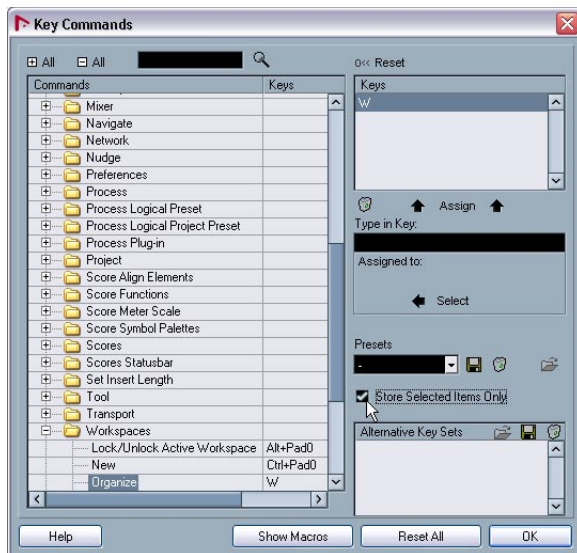 Key Commands
All All
Commands Keys
Mixer
Navigate
Network
Nudge
Preferences
Process
Process Logical Preset
Process Logical Project Preset
Process Plug-in
Project
Score Align Elements
Score Functions
Score Meter Scale
Score Symbol Palettes
Scores
Scores Statusbar
Set Insert Length
Tool
Transport
Workspaces
Lock/Unlock Active Workspace Alt+Pad0
New Ctrl+Pad0
Organize W
0<< Reset
Keys
W
Assign
Type in Key:
Assigned to:
Select
Presets
-
Store Selected Items Only
Alternative Key Sets
Help Show Macros Reset All OK